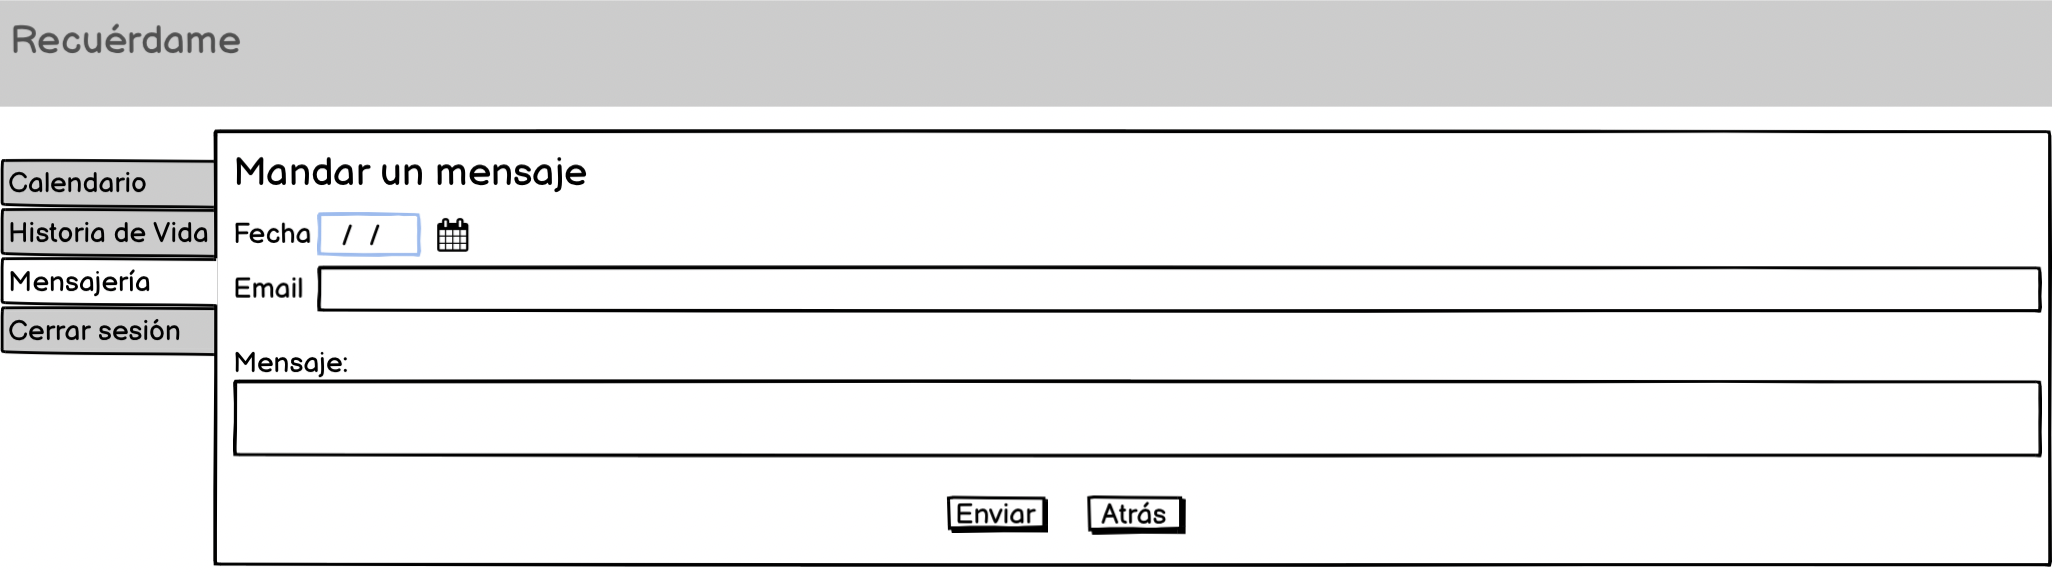 Recuérdame
Calendario
Historia de Vida
Mensajería
Cerrar sesión
Mandar un mensaje
Fecha / /
Email
Mensaje:
Enviar Atrás